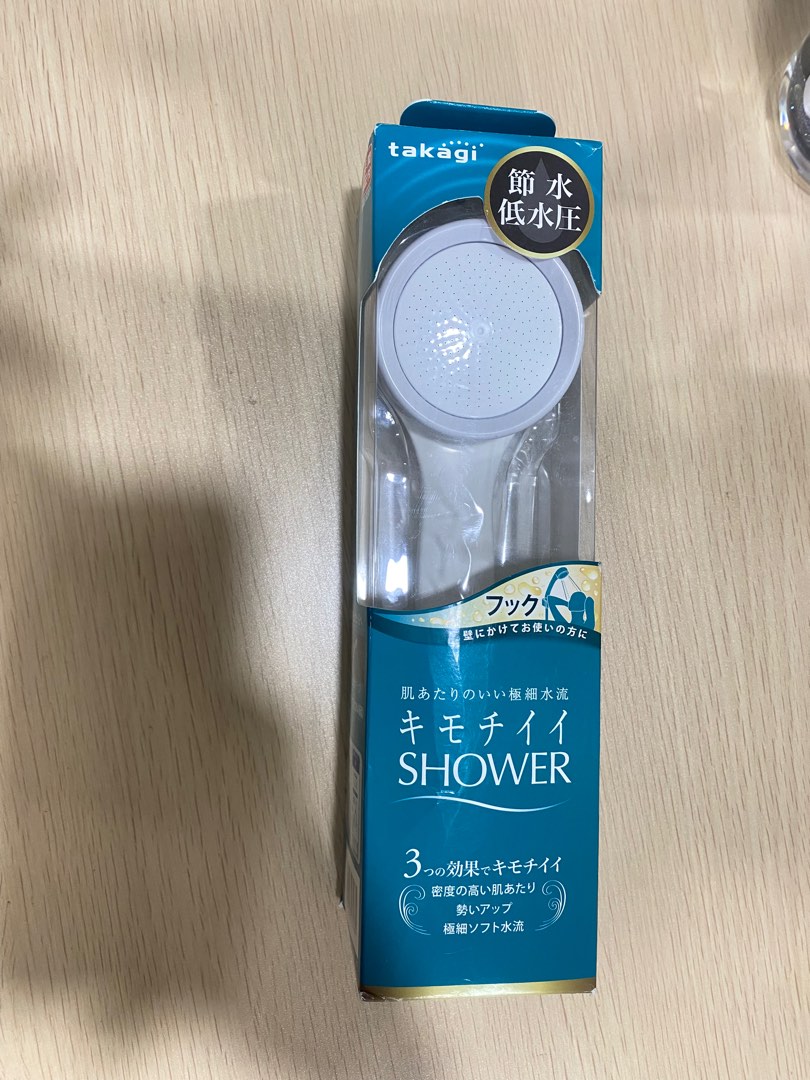 takagi
節水
低水圧
フック
壁にかけてお使いの方に
肌あたりのいい極細水流
キモチイイ
SHOWER
3つの効果でキモチイイ
密度の高い肌あたり
勢いアップ
極細ソフト水流